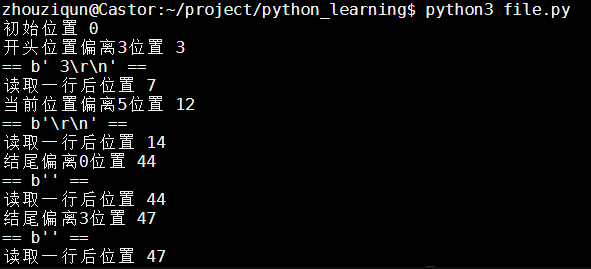 zhouziqun@Castor:~/project/python_learning$ python3 file.py
初始位置 0
开头位置偏离3位置 3
== b' 3\r\n' ==
读取一行后位置 7
当前位置偏离5位置 12
== b'\r\n' ==
读取一行后位置 14
结尾偏离0位置 44
== b'' ==
读取一行后位置 44
结尾偏离3位置 47
== b'' ==
读取一行后位置 47